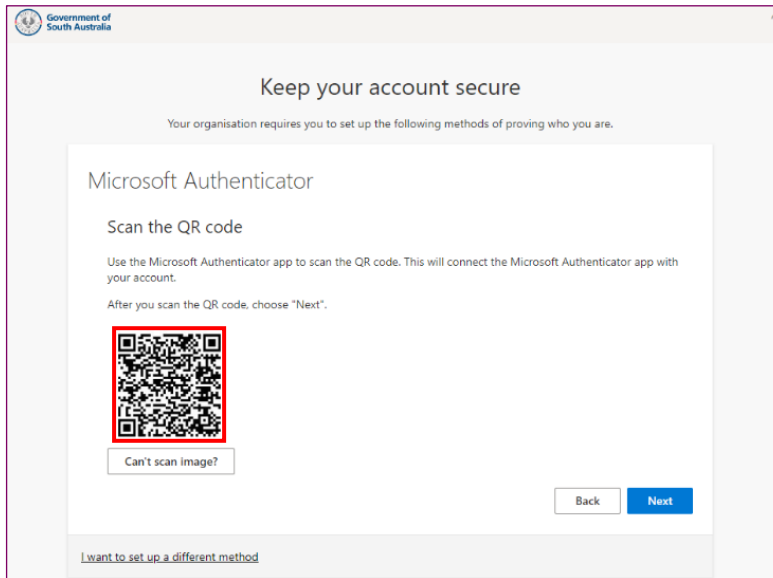 Government of
South Australia
Keep your account secure
Your organisation requires you to set up the following methods of proving who you are.
Microsoft Authenticator
Scan the QR code
Use the Microsoft Authenticator app to scan the QR code. This will connect the Microsoft Authenticator app with
your account.
After you scan the QR code, choose "Next".
Can't scan image?
Back
Next
I want to set up a different method